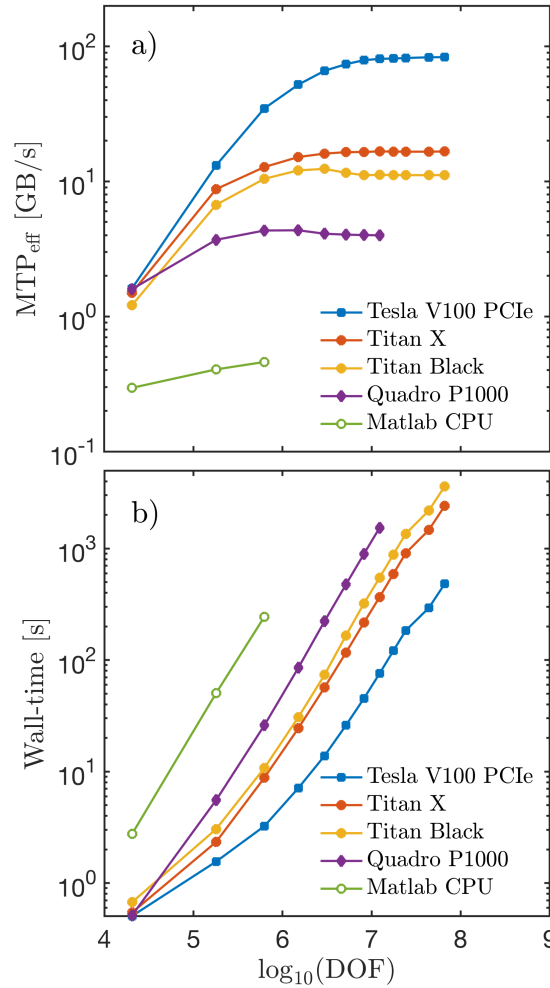 a)
10^2
10^1
10^0
10^-1
MTP_eff [GB/s]
Tesla V100 PCIe
Titan X
Titan Black
Quadro P1000
Matlab CPU
b)
10^3
10^2
10^1
10^0
Wall-time [s]
Tesla V100 PCIe
Titan X
Titan Black
Quadro P1000
Matlab CPU
4 5 6 7 8 9
log_10(DOF)